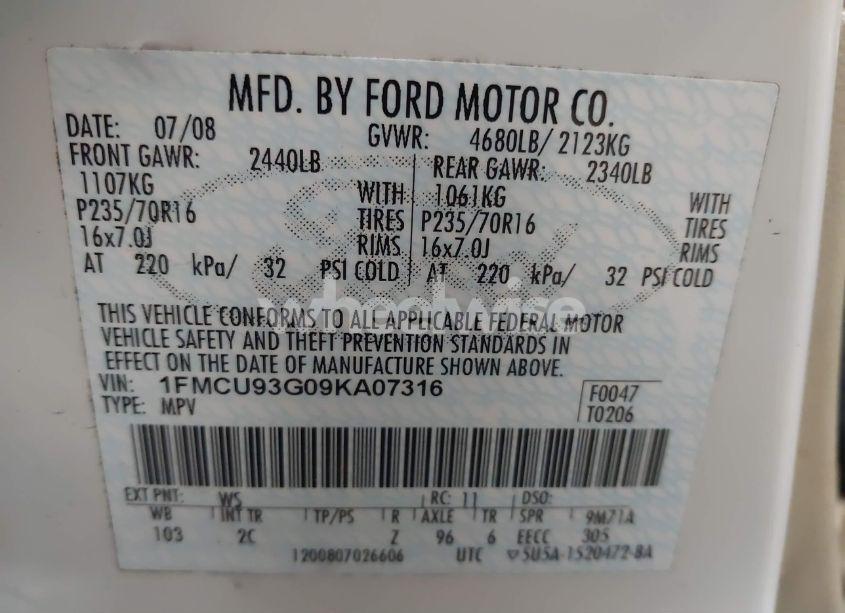 MFD. BY FORD MOTOR CO.
DATE: 07/08 GVWR: 4680LB/ 2123KG
FRONT GAWR: 2440LB REAR GAWR: 2340LB
1107KG WITH 1061KG WITH
P235/70R16 TIRES P235/70R16 TIRES
16x7.0J RIMS 16x7.0J RIMS
AT 220 kPa/ 32 PSI COLD AT 220 kPa/ 32 PSI COLD
wheelwise
THIS VEHICLE CONFORMS TO ALL APPLICABLE FEDERAL MOTOR
VEHICLE SAFETY AND THEFT PREVENTION STANDARDS IN
EFFECT ON THE DATE OF MANUFACTURE SHOWN ABOVE.
VIN: 1FMCU93G09KA07316 F0047
TYPE: MPV T0206
EXT PNT: WS RC: 11 DSO:
WB INT TR TP/PS R AXLE TR SPR 9M71A
103 2C Z 96 6 EECC 305
1200807026606 UTC 5U5A-1520472-BA